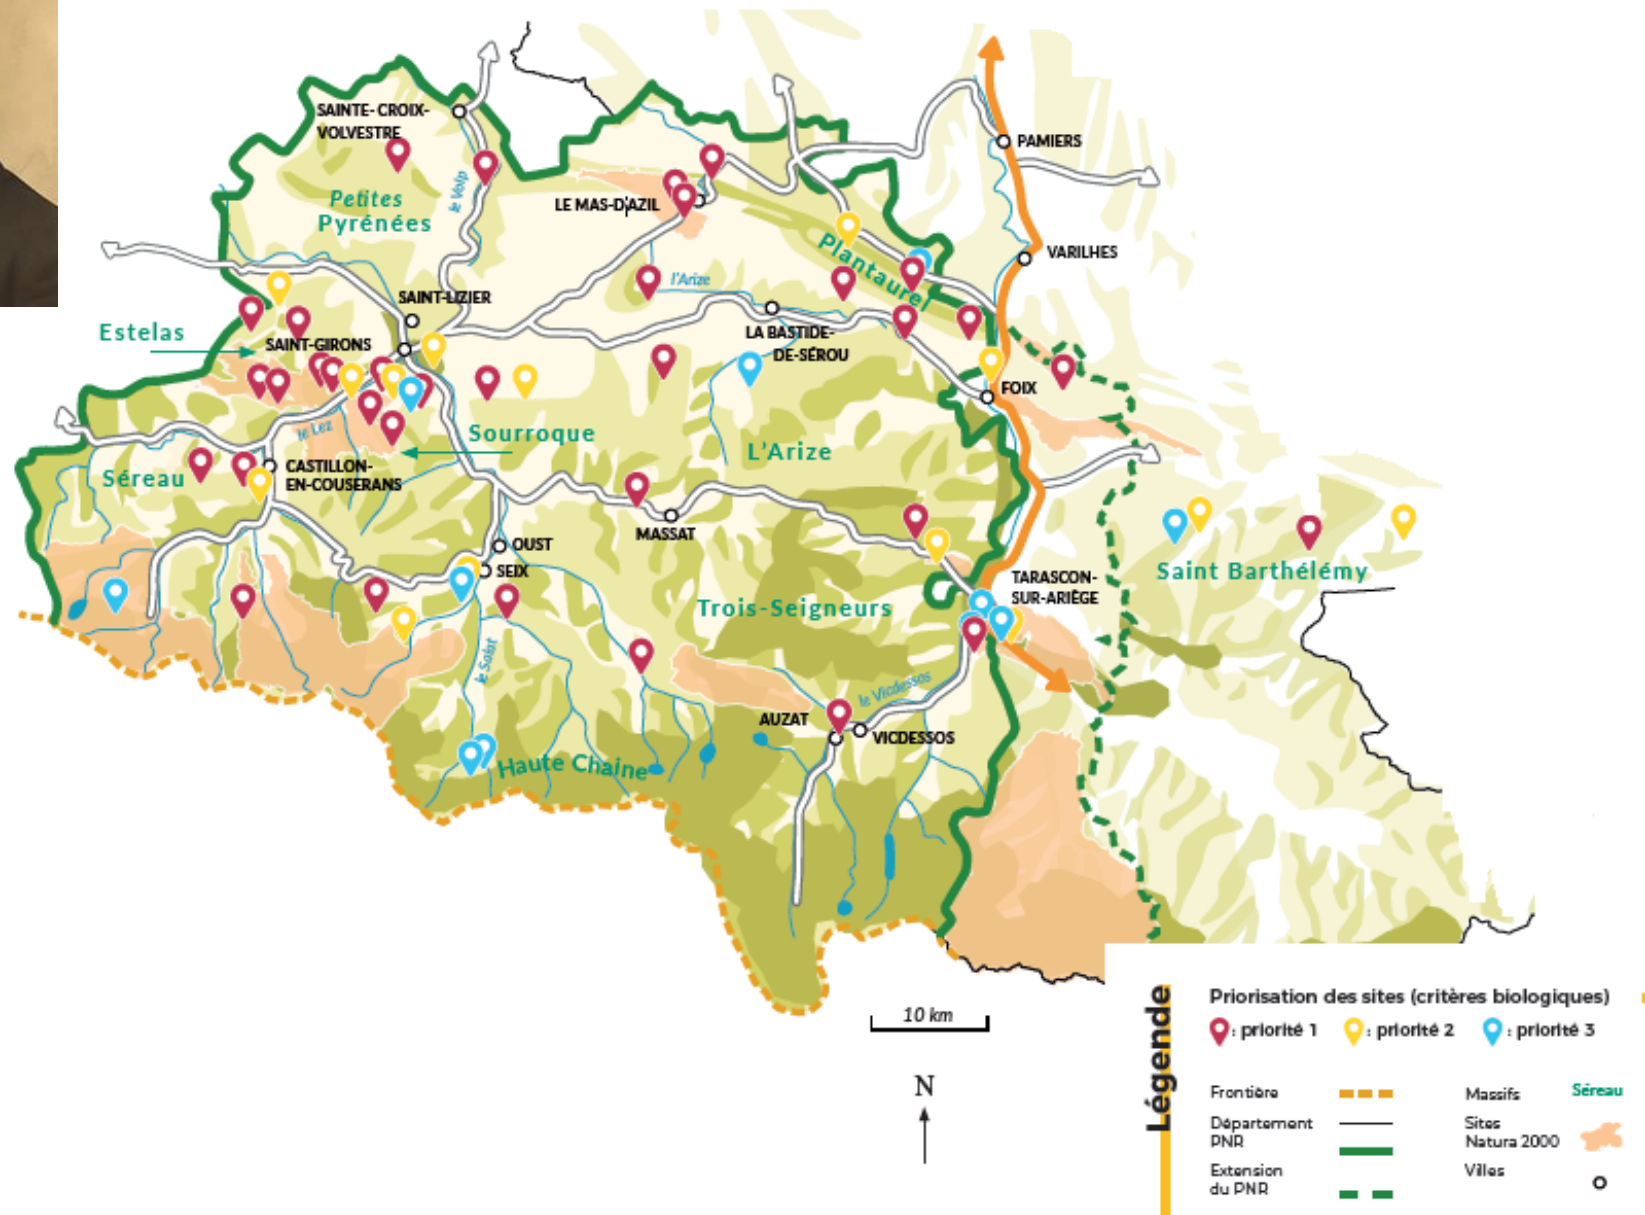 SAINTE-CROIX-
VOLVESTRE
PAMIERS
le Volp
Petites
Pyrénées
LE MAS-D'AZIL
Plantaurel
VARILHES
l'Arize
SAINT-LIZIER
Estelas
SAINT-GIRONS
LA BASTIDE-
DE-SÉROU
FOIX
le Lez
Sourroque
L'Arize
Séreau
CASTILLON-
EN-COUSERANS
MASSAT
OUST
SEIX
Saint Barthélémy
TARASCON-
SUR-ARIÈGE
Trois-Seigneurs
le Salat
le Vicdessos
AUZAT
VICDESSOS
Haute Chaine
10 km
N
Légende
Priorisation des sites (critères biologiques)
: priorité 1 : priorité 2 : priorité 3
Frontière
Département
PNR
Extension
du PNR
Massifs Séreau
Sites
Natura 2000
Villes